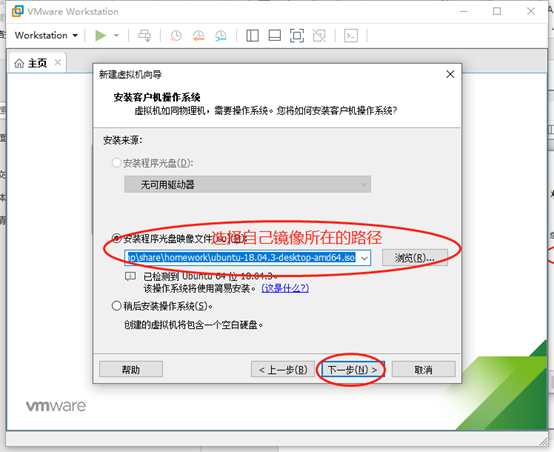 VMware Workstation
Workstation
主页
新建虚拟机向导
安装客户机操作系统
虚拟机如同物理机，需要操作系统。您将如何安装客户机操作系统?
安装来源:
安装程序光盘(D):
无可用驱动器
安装程序光盘映像文件
选择自己镜像所在的路径
\share\homework\ubuntu-18.04.3-desktop-amd64.iso
浏览(R)...
已检测到 Ubuntu 64 位 18.04.3。
该操作系统将使用简易安装。 (这是什么?)
稍后安装操作系统(S)。
创建的虚拟机将包含一个空白硬盘。
帮助
< 上一步(B)
下一步(N) >
取消
vmware